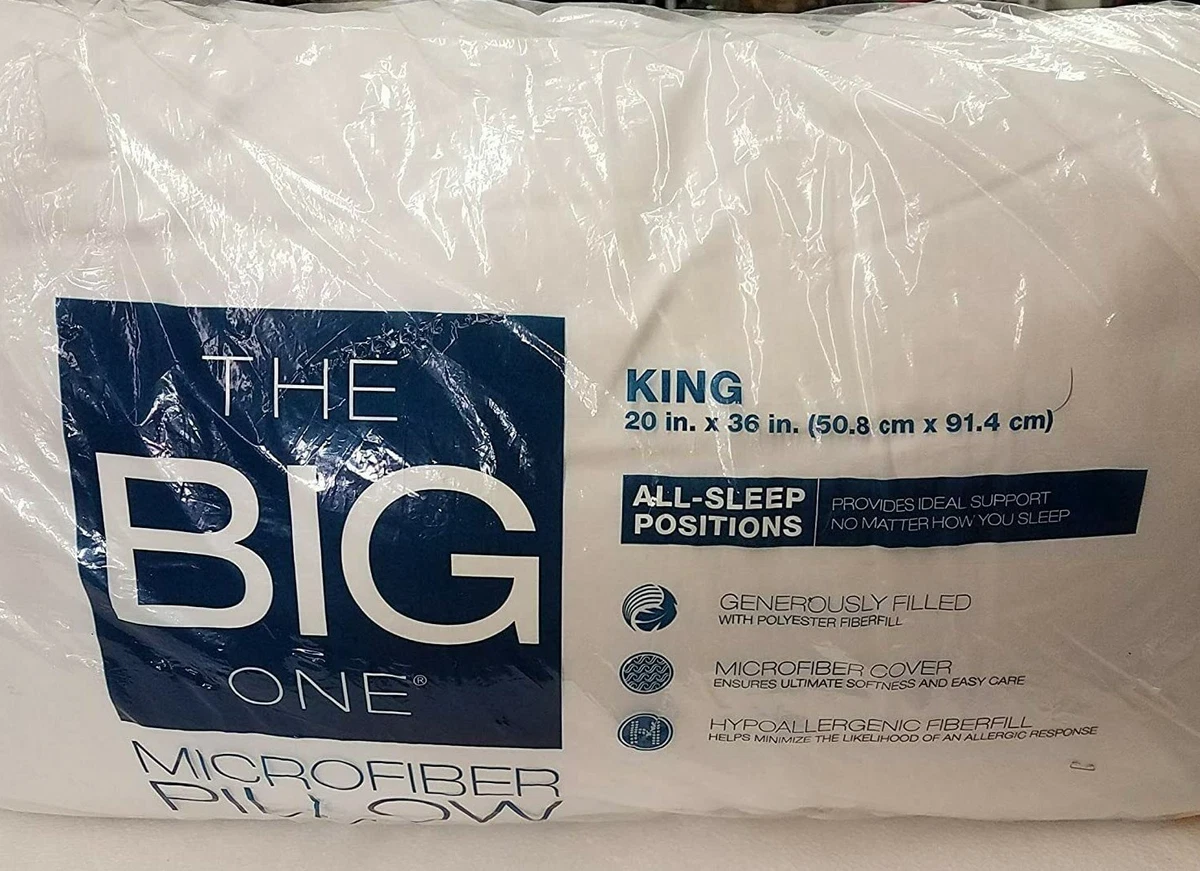 THE
BIG
ONE®
MICROFIBER
PILLOW
KING
20 in. x 36 in. (50.8 cm x 91.4 cm)
ALL-SLEEP
POSITIONS
PROVIDES IDEAL SUPPORT
NO MATTER HOW YOU SLEEP
GENEROUSLY FILLED
WITH POLYESTER FIBERFILL
MICROFIBER COVER
ENSURES ULTIMATE SOFTNESS AND EASY CARE
H
HYPOALLERGENIC FIBERFILL
HELPS MINIMIZE THE LIKELIHOOD OF AN ALLERGIC RESPONSE